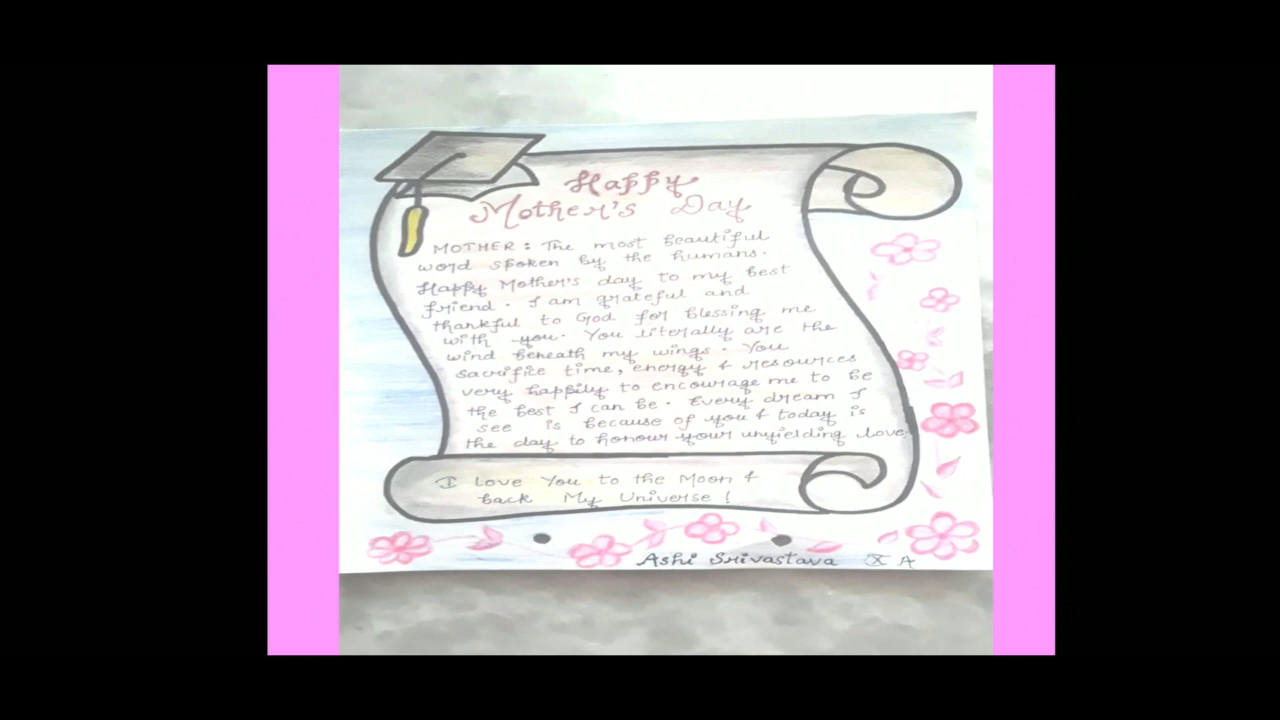 Happy
Mother's Day
MOTHER : The most beautiful
word spoken by the humans.
Happy Mother's day to my best
friend. I am grateful and
thankful to God for blessing me
with you. You literally are the
wind beneath my wings. You
sacrifice time, energy & resources
very happily to encourage me to be
the best I can be. Every dream I
see is because of you & today is
the day to honour your unyielding love.
I Love You to the Moon &
back My Universe !
Ashi Srivastava X A